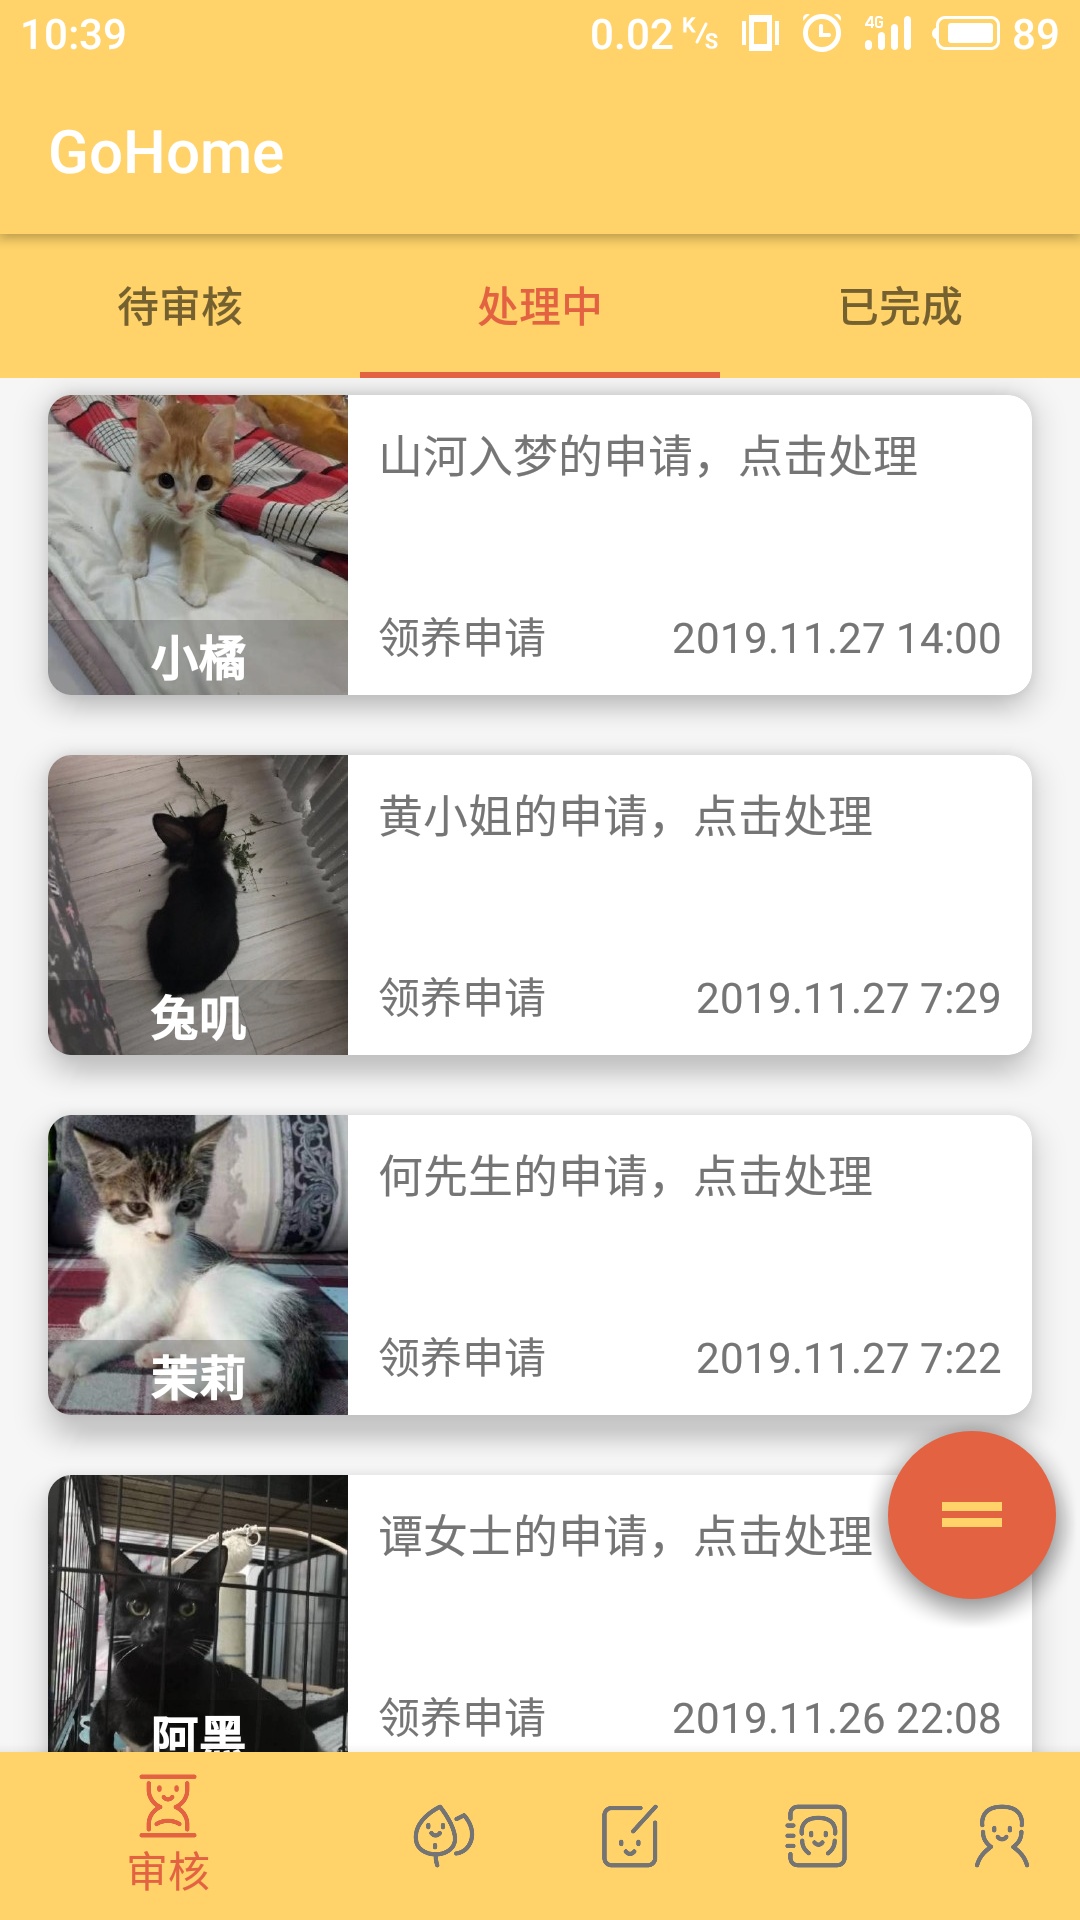 10:39
0.02 K/s
4G
89
GoHome
待审核
处理中
已完成
山河入梦的申请，点击处理
小橘
领养申请
2019.11.27 14:00
黄小姐的申请，点击处理
兔叽
领养申请
2019.11.27 7:29
何先生的申请，点击处理
茉莉
领养申请
2019.11.27 7:22
谭女士的申请，点击处理
阿黑
领养申请
2019.11.26 22:08
审核